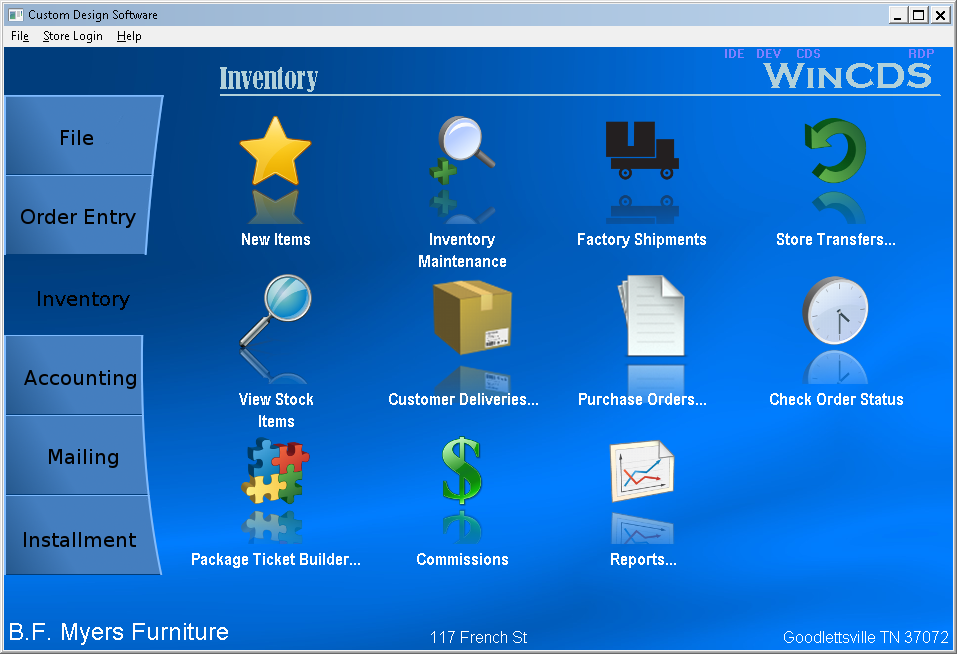 Custom Design Software
File Store Login Help
IDE DEV CDS RDP
Inventory
WinCDS
File
Order Entry
Inventory
Accounting
Mailing
Installment
New Items
Inventory
Maintenance
Factory Shipments
Store Transfers...
View Stock
Items
Customer Deliveries...
Purchase Orders...
Check Order Status
Package Ticket Builder...
Commissions
Reports...
B.F. Myers Furniture
117 French St
Goodlettsville TN 37072